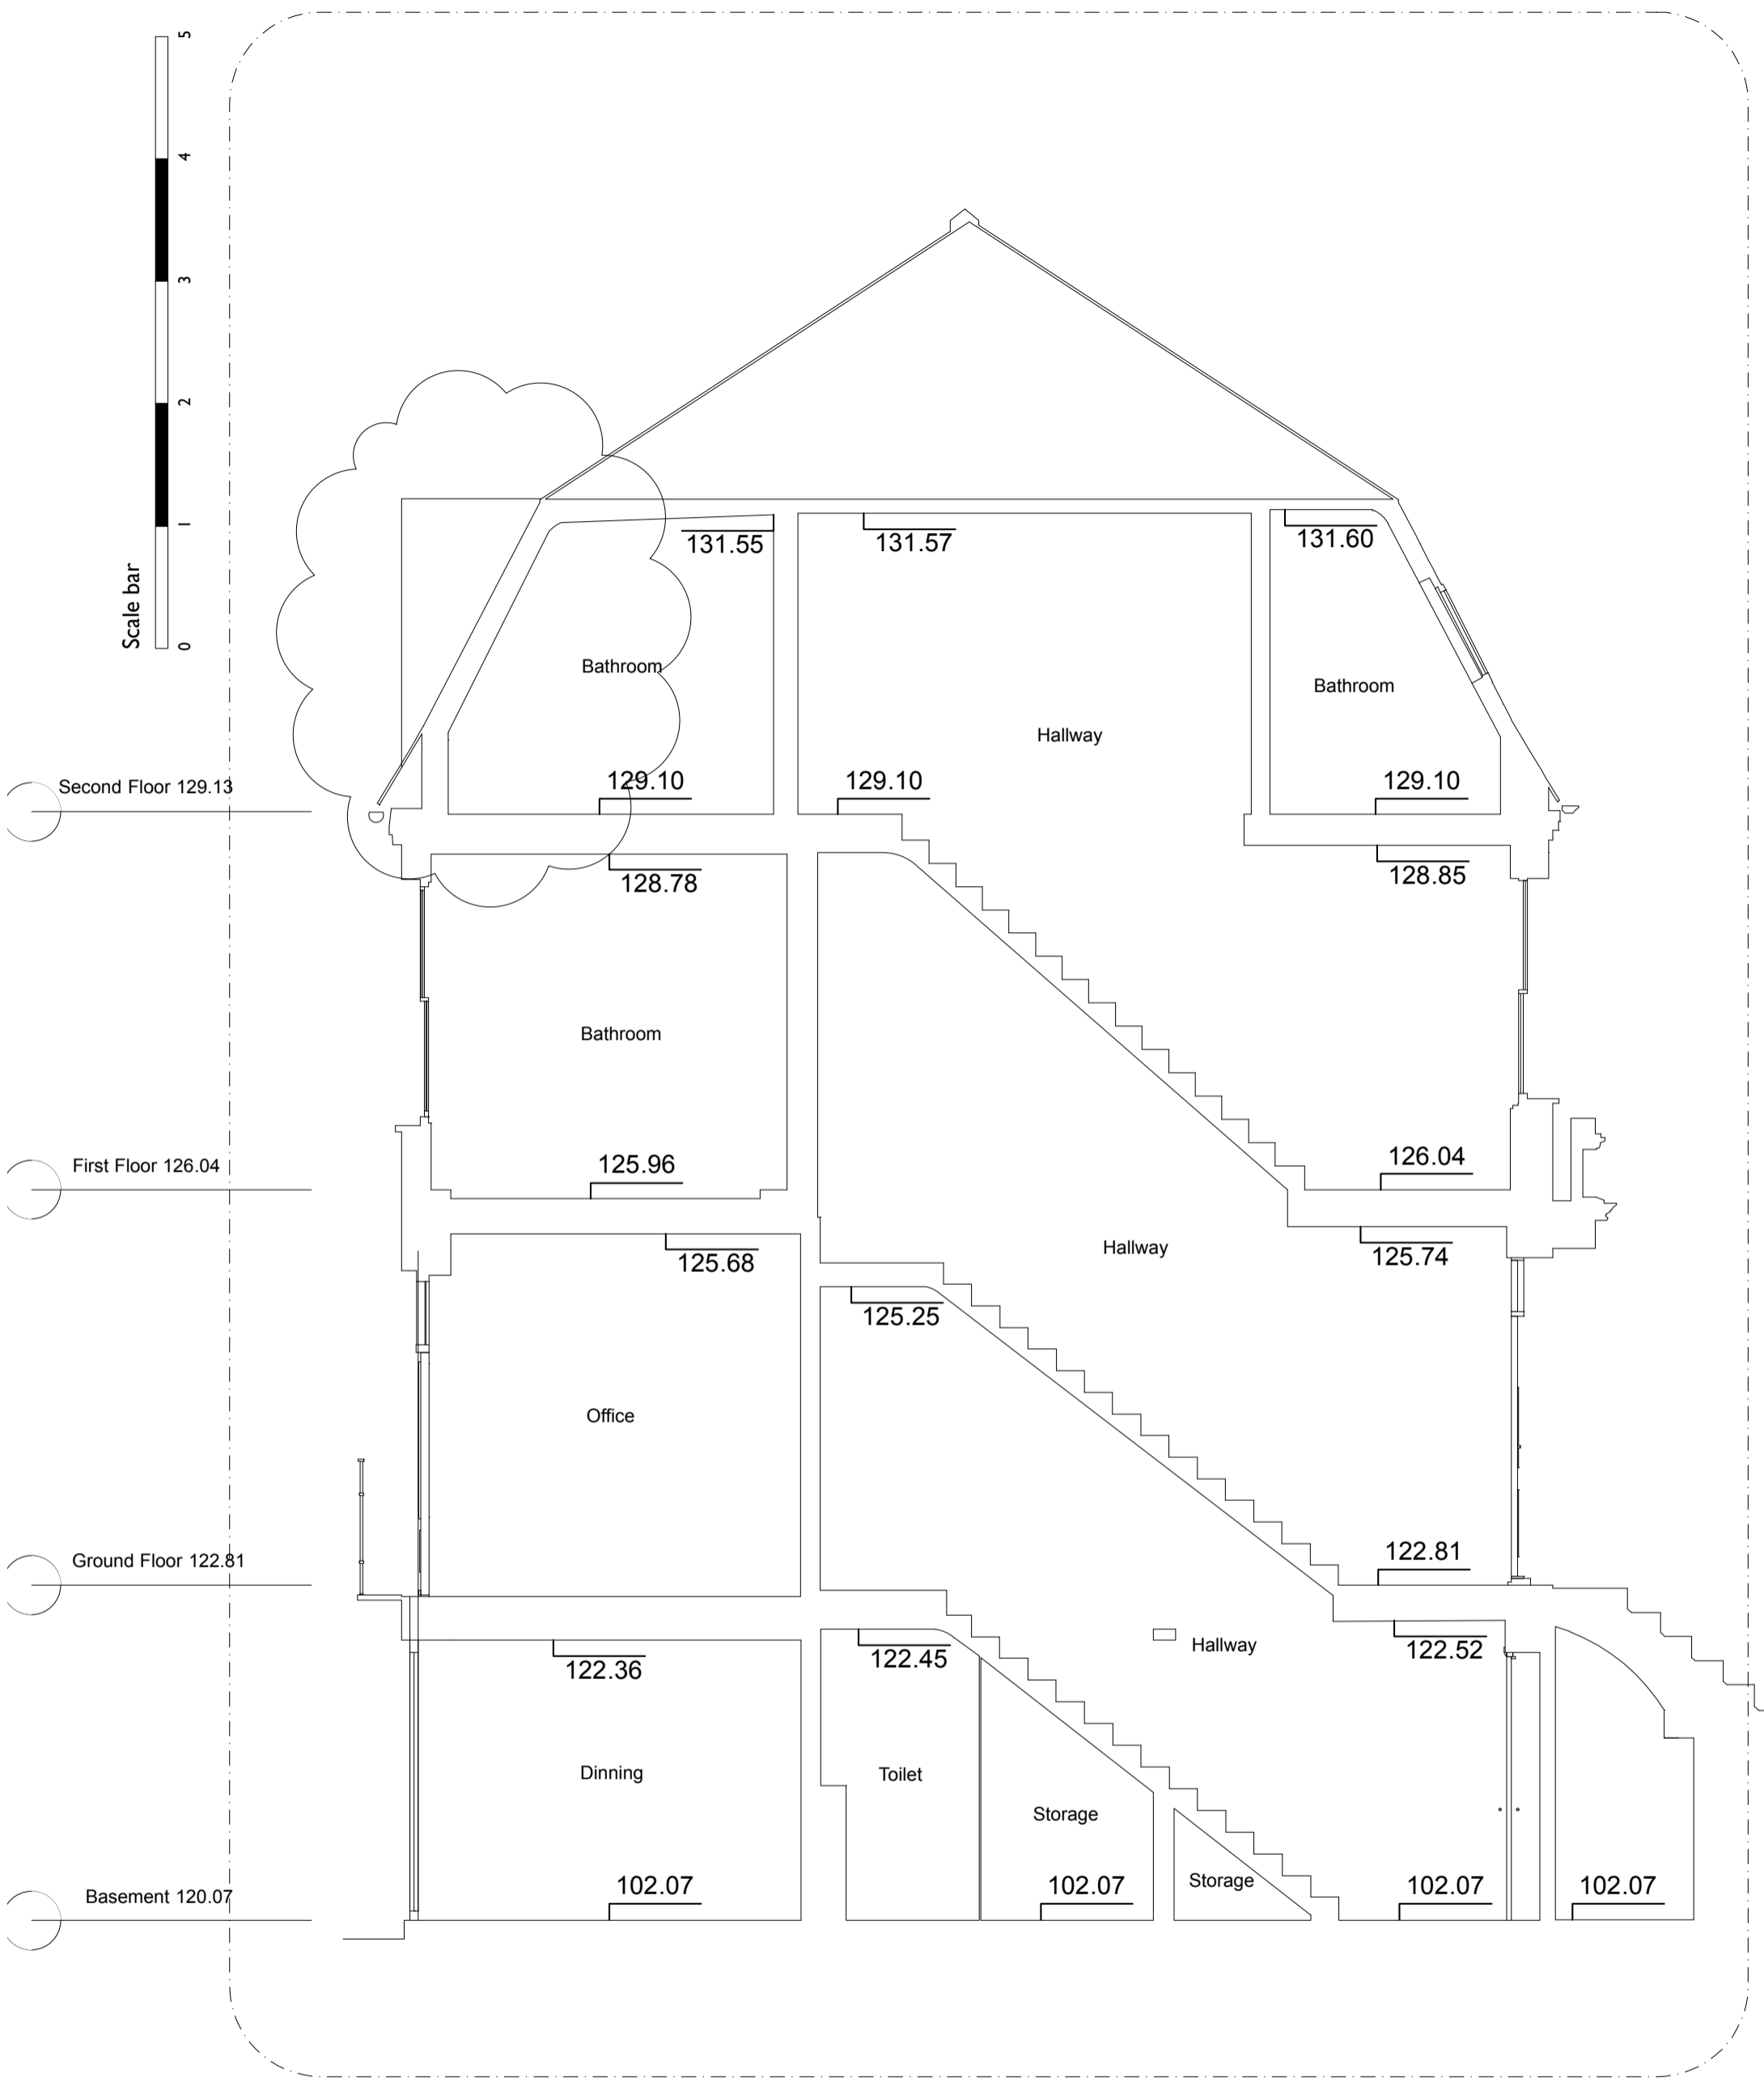 5
4
3
2
1
0
Scale bar
131.55
131.57
131.60
Bathroom
Bathroom
Hallway
Second Floor 129.13
129.10
129.10
129.10
128.78
128.85
Bathroom
First Floor 126.04
125.96
126.04
125.68
Hallway
125.74
125.25
Office
Ground Floor 122.81
122.81
122.36
122.45
Hallway
122.52
Dinning
Toilet
Storage
Storage
Basement 120.07
102.07
102.07
102.07
102.07